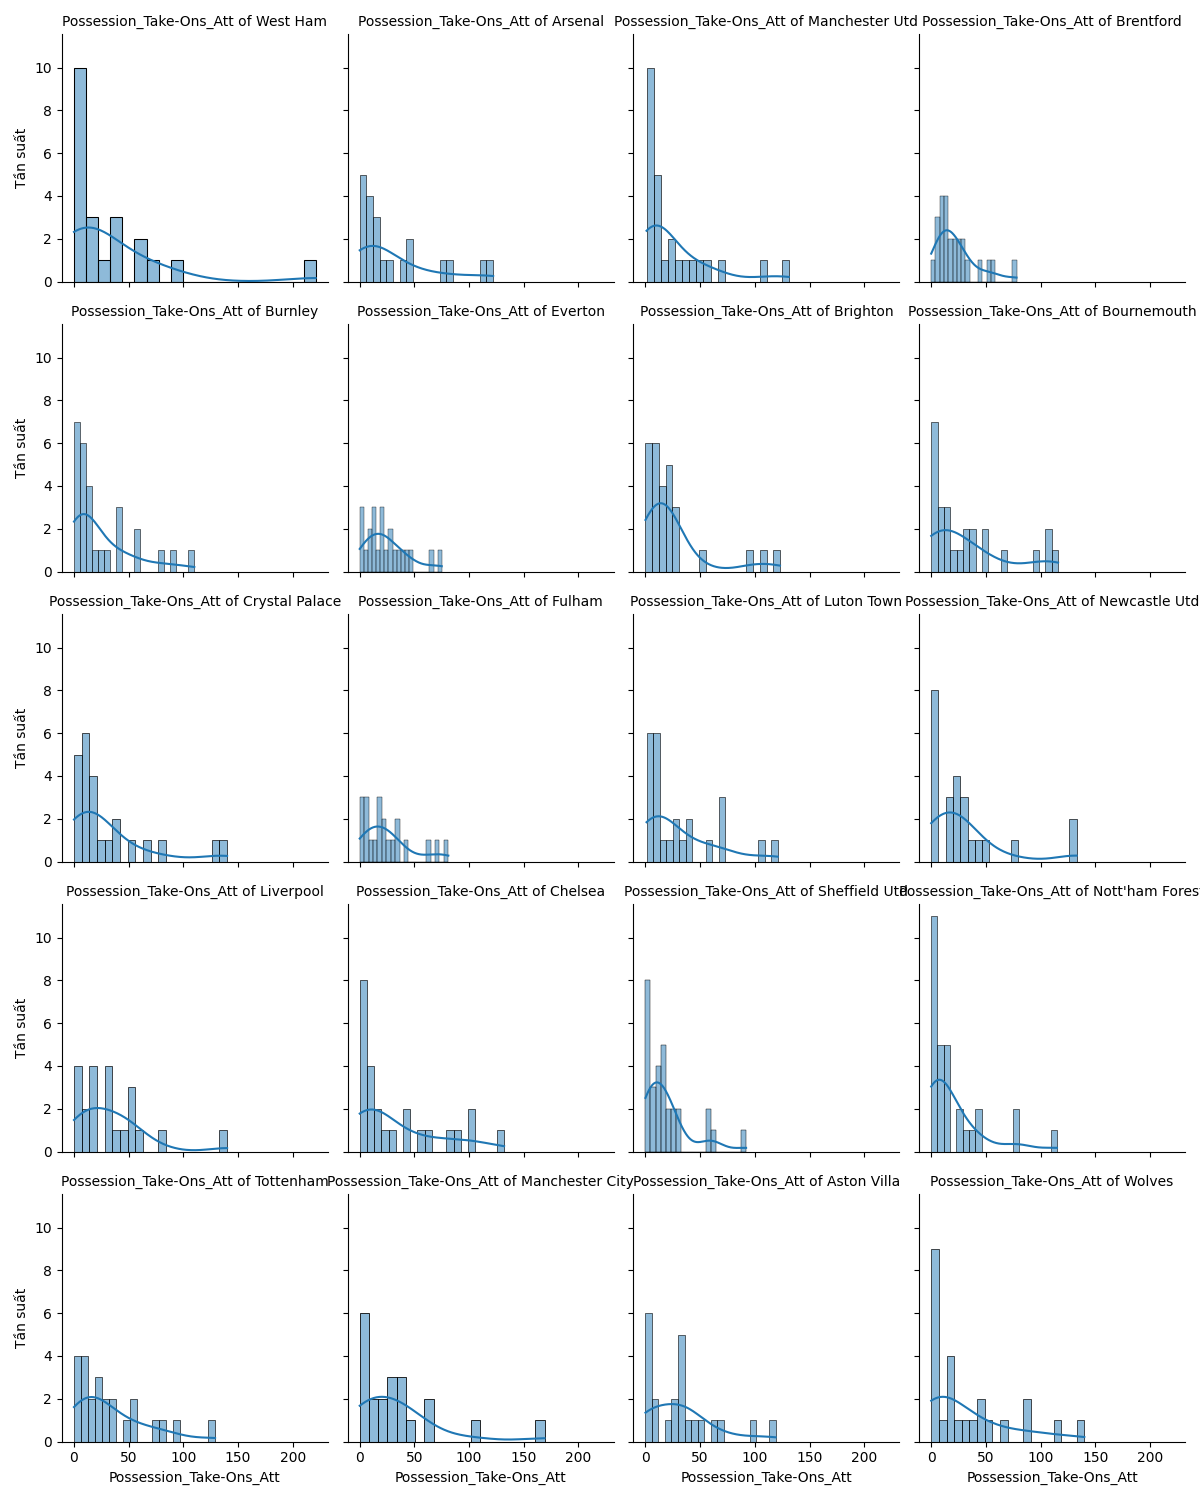 Possession_Take-Ons_Att of West Ham
Possession_Take-Ons_Att of Arsenal
Possession_Take-Ons_Att of Manchester Utd
Possession_Take-Ons_Att of Brentford
10
8
6
4
2
0
Tần suất
Possession_Take-Ons_Att of Burnley
Possession_Take-Ons_Att of Everton
Possession_Take-Ons_Att of Brighton
Possession_Take-Ons_Att of Bournemouth
10
8
6
4
2
0
Tần suất
Possession_Take-Ons_Att of Crystal Palace
Possession_Take-Ons_Att of Fulham
Possession_Take-Ons_Att of Luton Town
Possession_Take-Ons_Att of Newcastle Utd
10
8
6
4
2
0
Tần suất
Possession_Take-Ons_Att of Liverpool
Possession_Take-Ons_Att of Chelsea
Possession_Take-Ons_Att of Sheffield Utd
Possession_Take-Ons_Att of Nott'ham Fores
10
8
6
4
2
0
Tần suất
Possession_Take-Ons_Att of Tottenham
Possession_Take-Ons_Att of Manchester City
Possession_Take-Ons_Att of Aston Villa
Possession_Take-Ons_Att of Wolves
10
8
6
4
2
0
Tần suất
0 50 100 150 200
0 50 100 150 200
0 50 100 150 200
0 50 100 150 200
Possession_Take-Ons_Att
Possession_Take-Ons_Att
Possession_Take-Ons_Att
Possession_Take-Ons_Att